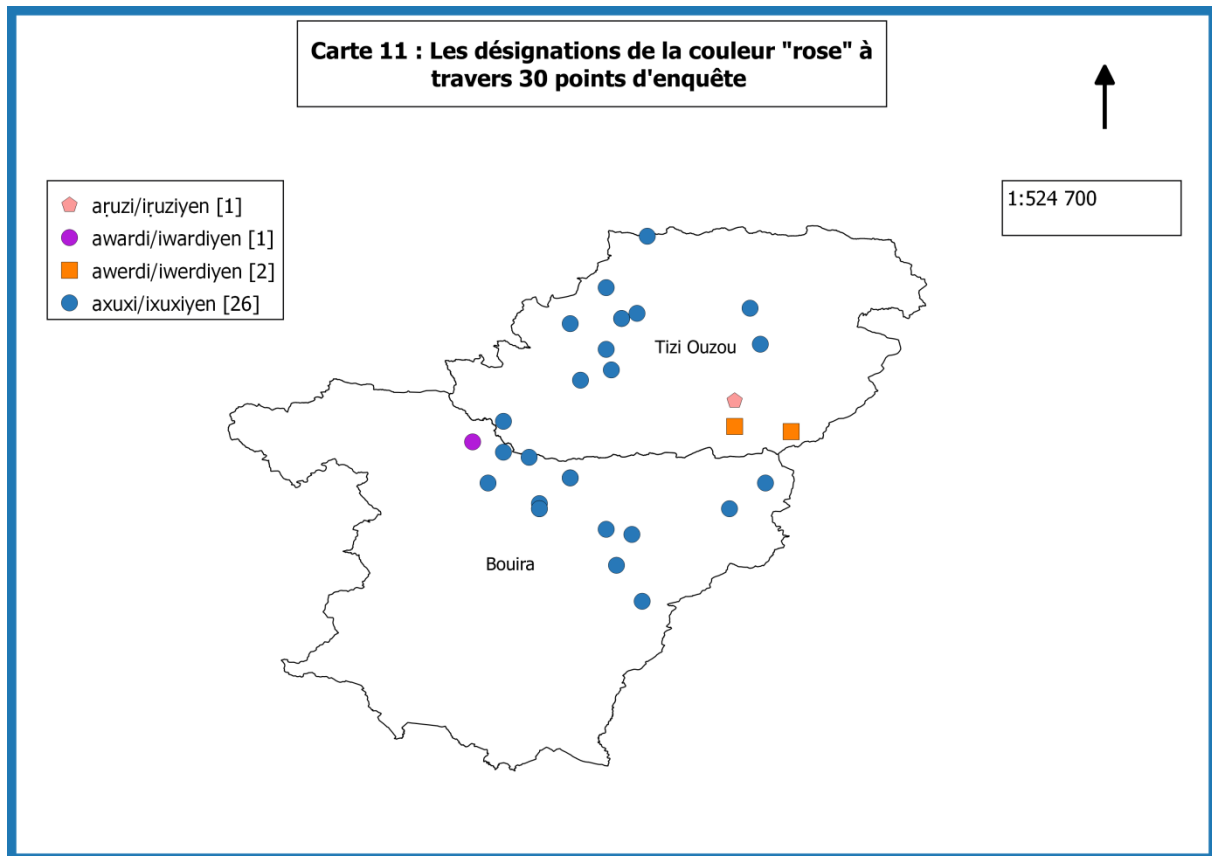 Carte 11 : Les désignations de la couleur "rose" à
travers 30 points d'enquête
1:524 700
aṛuzi/iṛuziyen [1]
awardi/iwardiyen [1]
awerdi/iwerdiyen [2]
axuxi/ixuxiyen [26]
Tizi Ouzou
Bouira